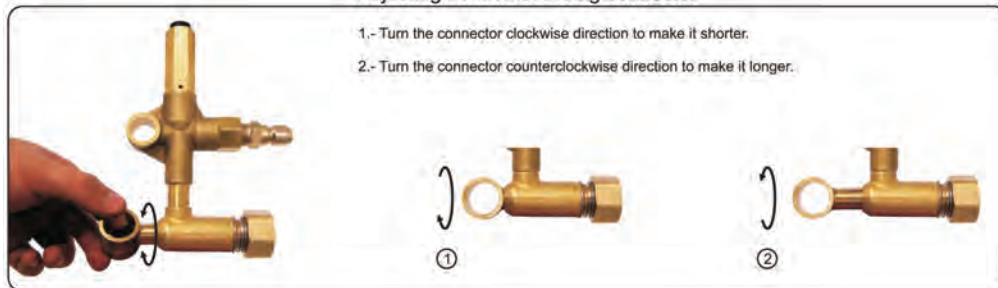 1.- Turn the connector clockwise direction to make it shorter.
2.- Turn the connector counterclockwise direction to make it longer.
1
2